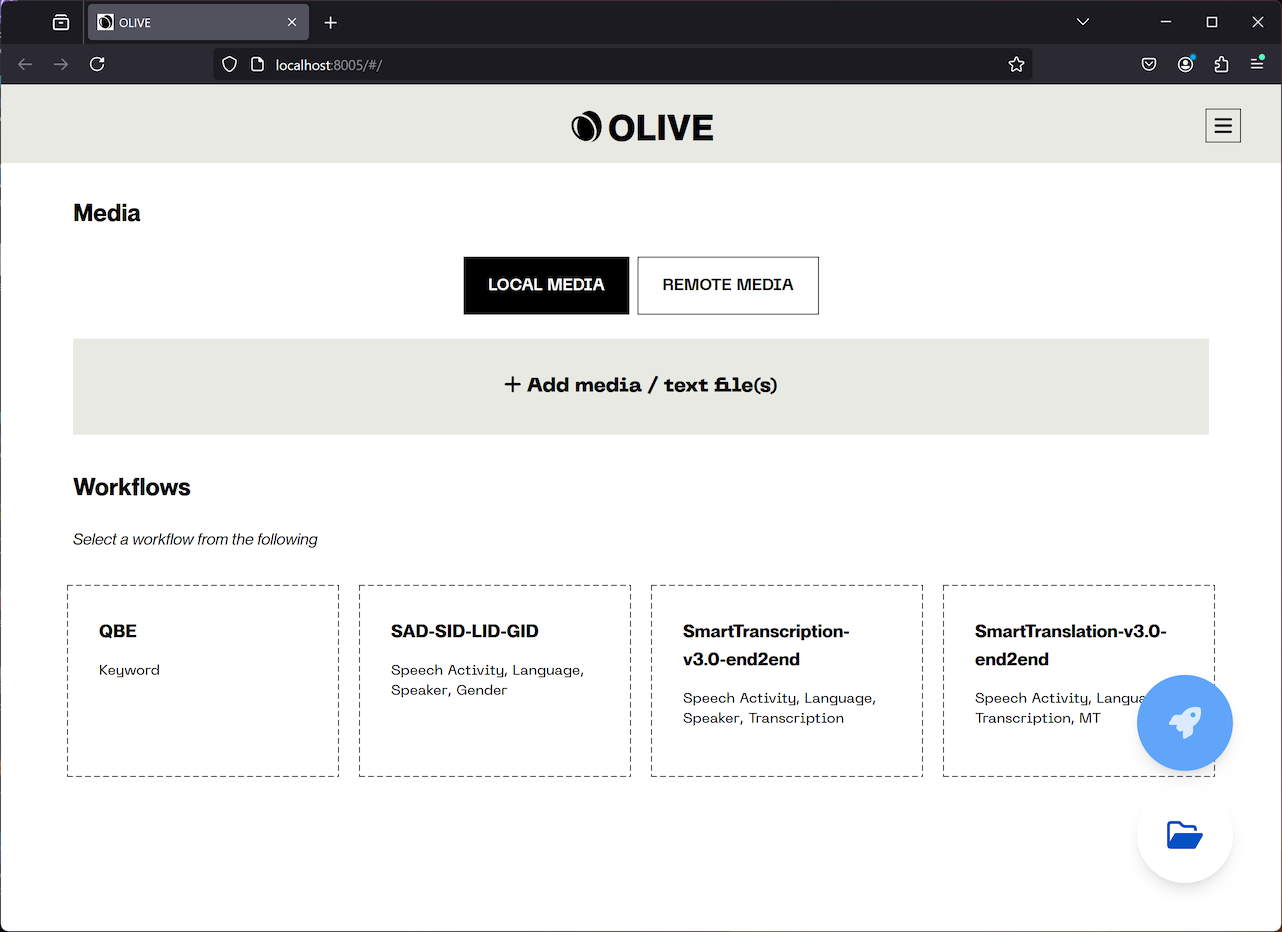 OLIVE
localhost:8005/#/
OLIVE
Media
LOCAL MEDIA
REMOTE MEDIA
+ Add media / text file(s)
Workflows
Select a workflow from the following
QBE
Keyword
SAD-SID-LID-GID
Speech Activity, Language,
Speaker, Gender
SmartTranscription-
v3.0-end2end
Speech Activity, Language,
Speaker, Transcription
SmartTranslation-v3.0-
end2end
Speech Activity, Langua
Transcription, MT